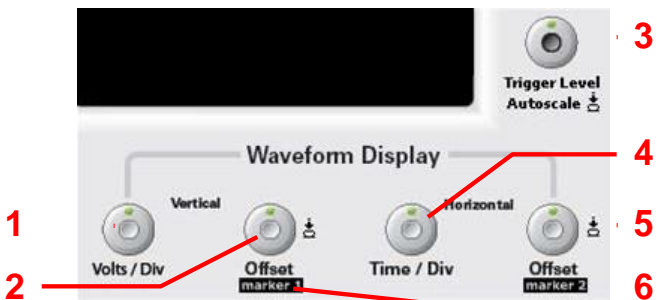 3
Trigger Level
Autoscale
Waveform Display
4
Vertical
Horizontal
1
5
Volts / Div
Offset
Time / Div
Offset
2
marker 1
marker 2
6